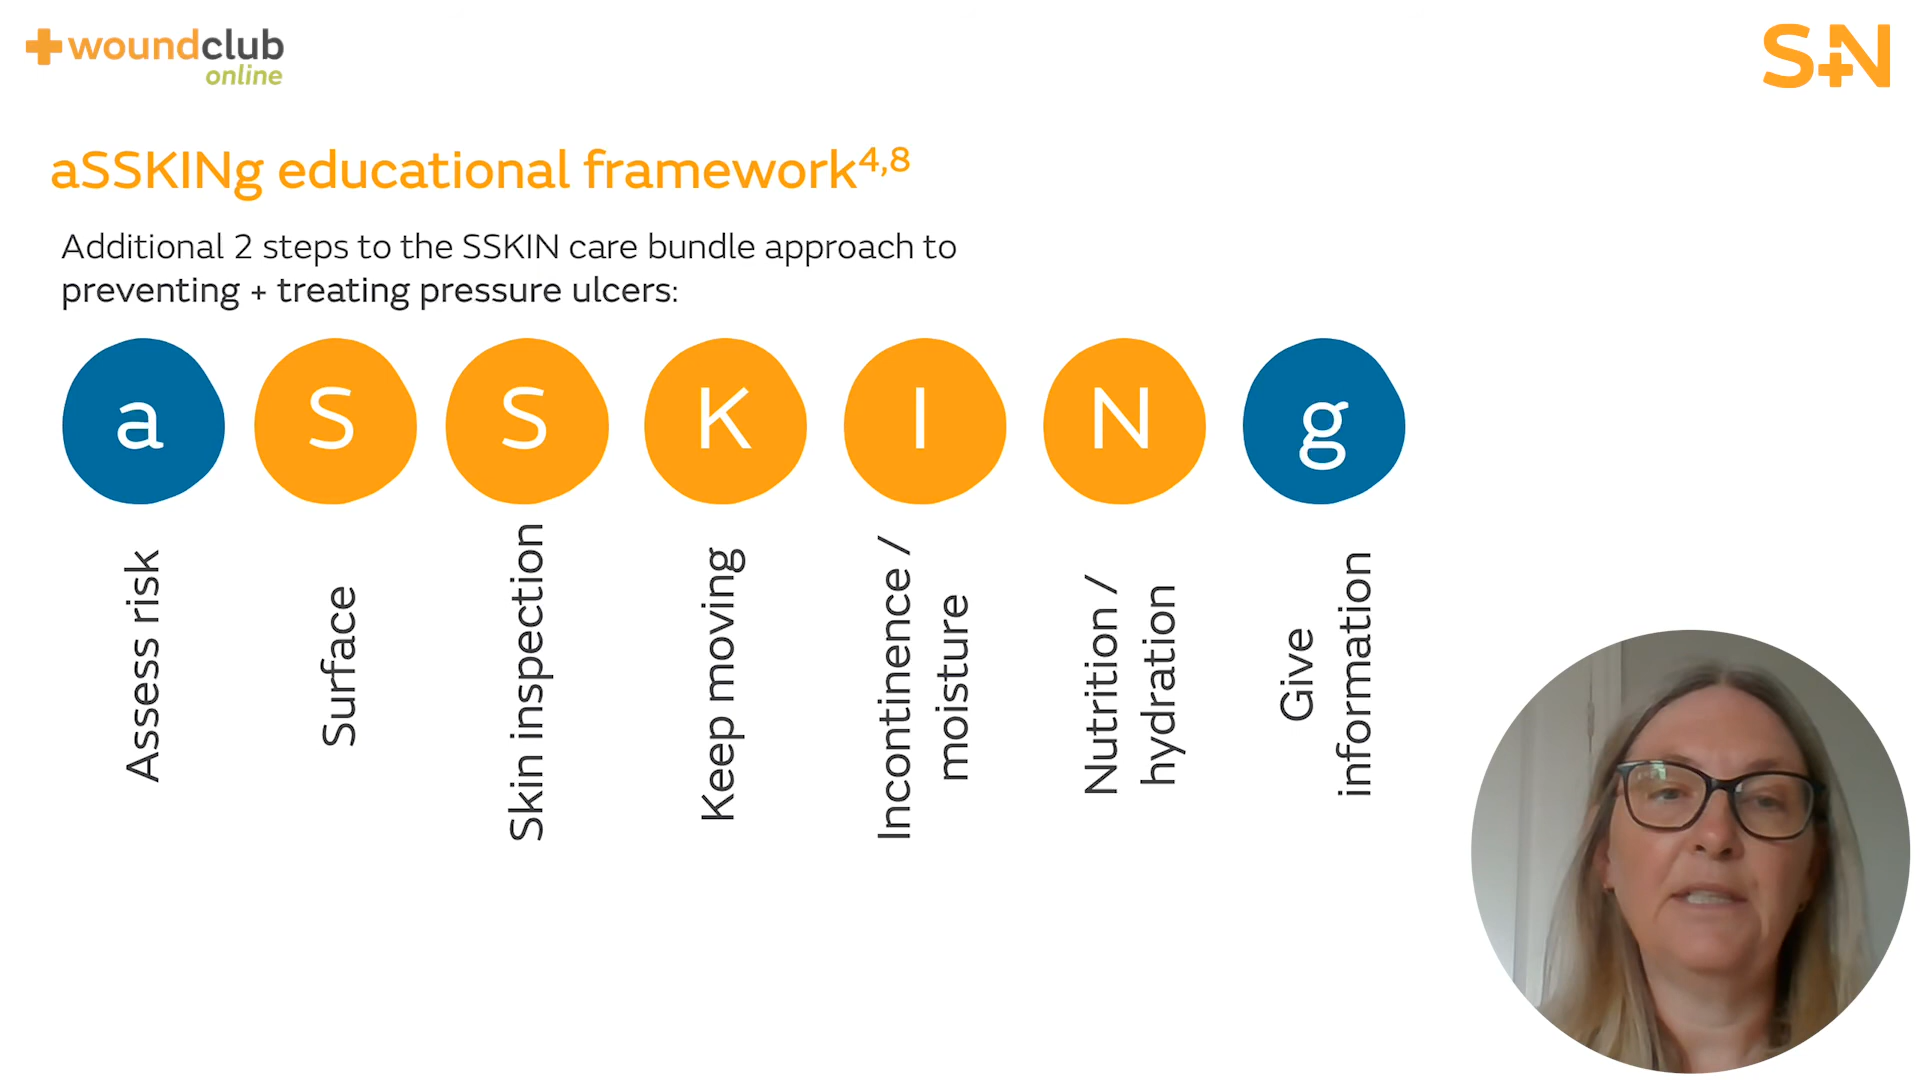 woundclub
online
S+N
aSSKINg educational framework4,8
Additional 2 steps to the SSKIN care bundle approach to
preventing + treating pressure ulcers:
a S S K I N g
Assess risk
Surface
Skin inspection
Keep moving
Incontinence /
moisture
Nutrition /
hydration
Give
information